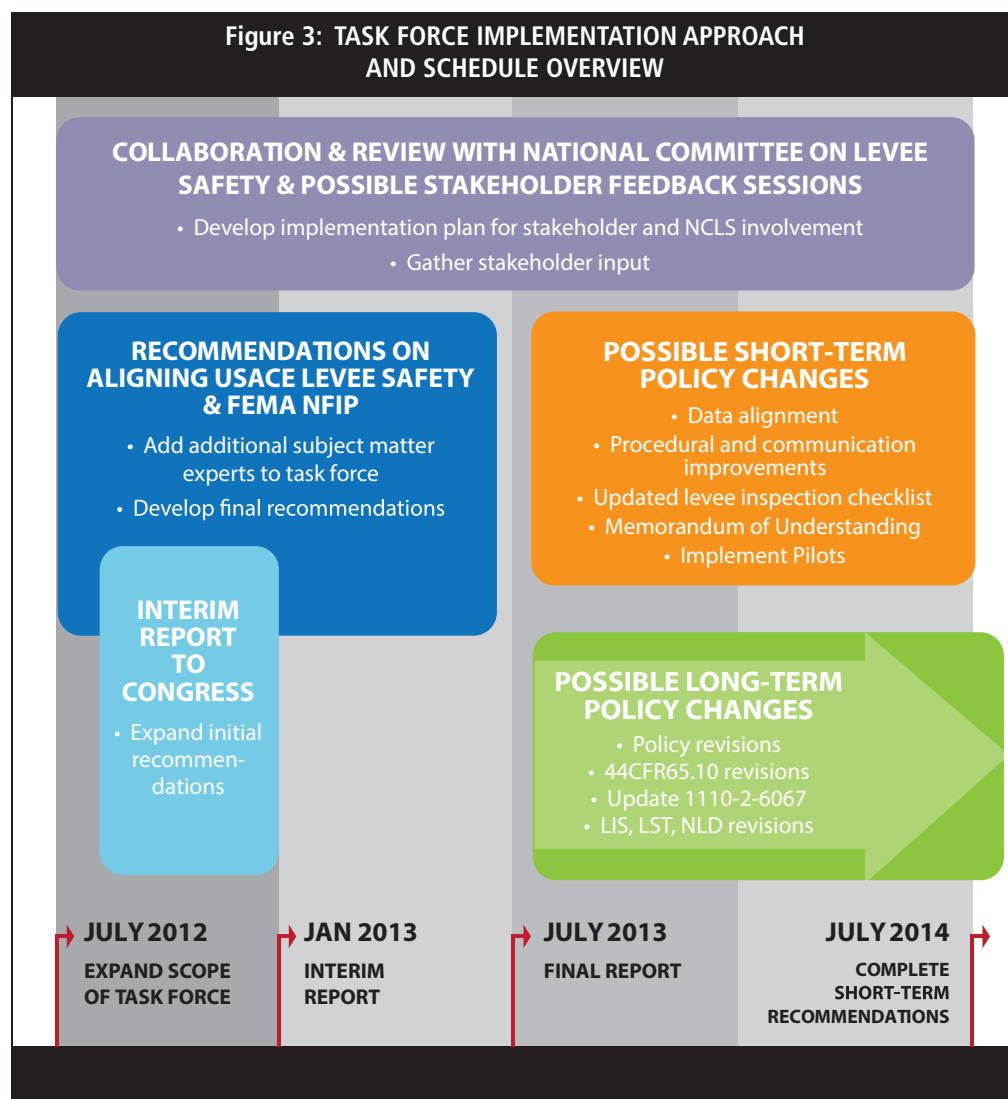 Figure 3: TASK FORCE IMPLEMENTATION APPROACH
AND SCHEDULE OVERVIEW
COLLABORATION & REVIEW WITH NATIONAL COMMITTEE ON LEVEE
SAFETY & POSSIBLE STAKEHOLDER FEEDBACK SESSIONS
• Develop implementation plan for stakeholder and NCLS involvement
• Gather stakeholder input
RECOMMENDATIONS ON
ALIGNING USACE LEVEE SAFETY
& FEMA NFIP
• Add additional subject matter
experts to task force
• Develop final recommendations
INTERIM
REPORT
TO
CONGRESS
• Expand initial
recommen-
dations
POSSIBLE SHORT-TERM
POLICY CHANGES
• Data alignment
• Procedural and communication
improvements
• Updated levee inspection checklist
• Memorandum of Understanding
• Implement Pilots
POSSIBLE LONG-TERM
POLICY CHANGES
• Policy revisions
• 44CFR65.10 revisions
• Update 1110-2-6067
• LIS, LST, NLD revisions
JULY 2012
EXPAND SCOPE
OF TASK FORCE
JAN 2013
INTERIM
REPORT
JULY 2013
FINAL REPORT
JULY 2014
COMPLETE
SHORT-TERM
RECOMMENDATIONS